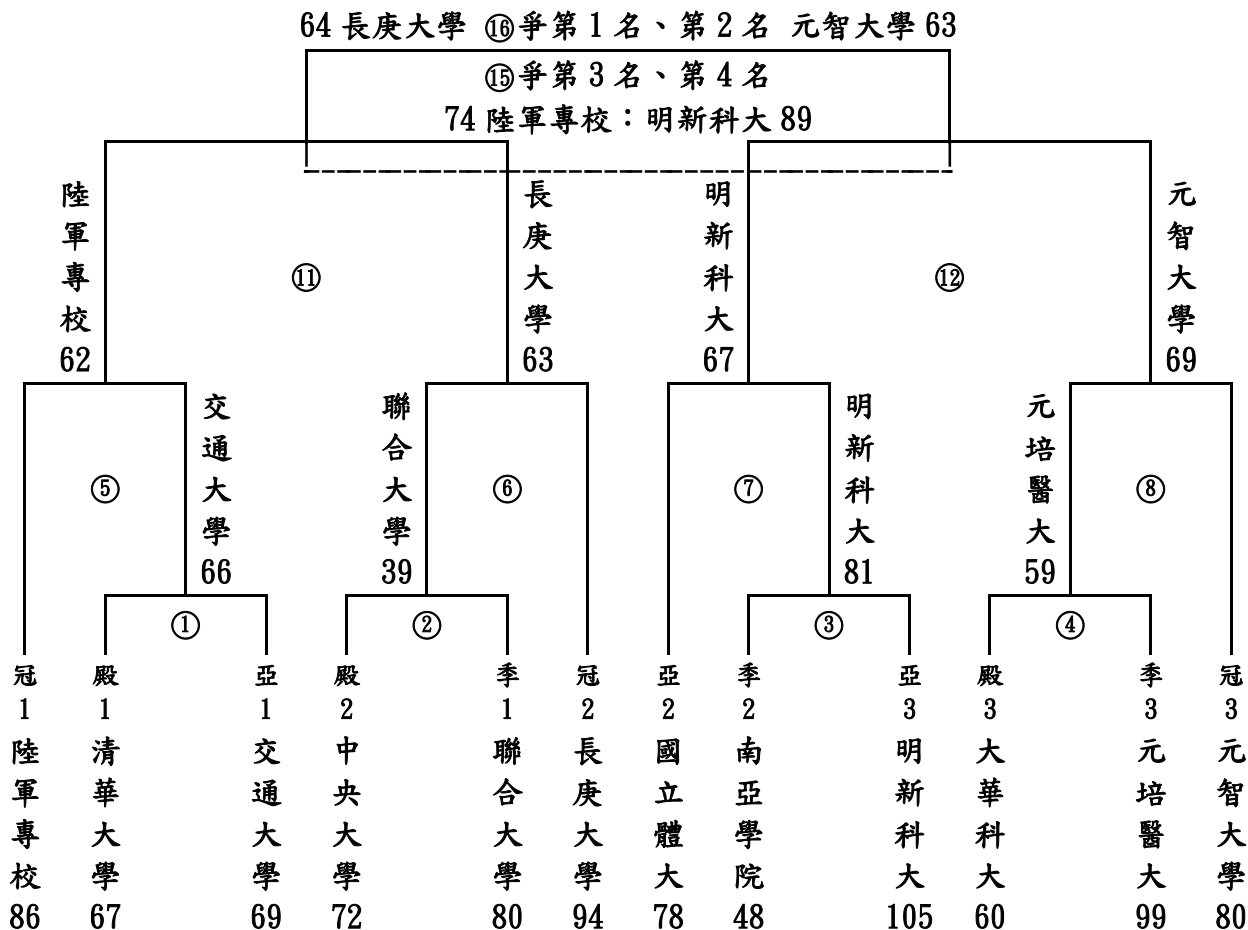 64 長庚大學 ⑯爭第 1 名、第 2 名 元智大學 63
⑮爭第 3 名、第 4 名
74 陸軍專校：明新科大 89
陸軍專校 62
長庚大學 63
明新科大 67
元智大學 69
⑪
⑫
交通大學 66
聯合大學 39
明新科大 81
元培醫大 59
⑤
⑥
⑦
⑧
①
②
③
④
冠 1 陸軍專校 86
殿 1 清華大學 67
亞 1 交通大學 69
殿 2 中央大學 72
季 1 聯合大學 80
冠 2 長庚大學 94
亞 2 國立體大 78
季 2 南亞學院 48
亞 3 明新科大 105
殿 3 大華科大 60
季 3 元培醫大 99
冠 3 元智大學 80